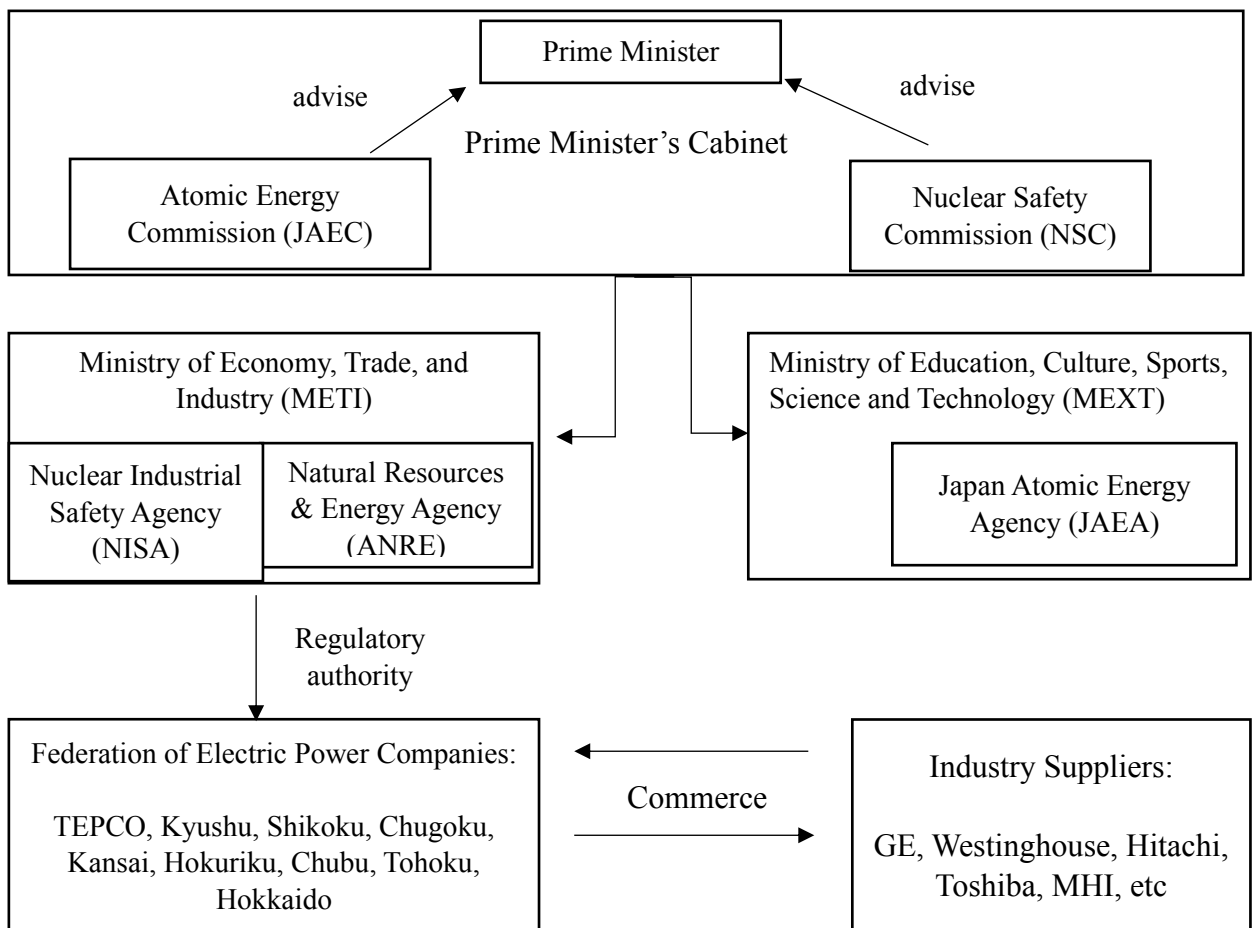 Prime Minister
advise
advise
Prime Minister’s Cabinet
Atomic Energy
Commission (JAEC)
Nuclear Safety
Commission (NSC)
Ministry of Economy, Trade, and
Industry (METI)
Nuclear Industrial
Safety Agency
(NISA)
Natural Resources
& Energy Agency
(ANRE)
Ministry of Education, Culture, Sports,
Science and Technology (MEXT)
Japan Atomic Energy
Agency (JAEA)
Regulatory
authority
Federation of Electric Power Companies:
TEPCO, Kyushu, Shikoku, Chugoku,
Kansai, Hokuriku, Chubu, Tohoku,
Hokkaido
Commerce
Industry Suppliers:
GE, Westinghouse, Hitachi,
Toshiba, MHI, etc